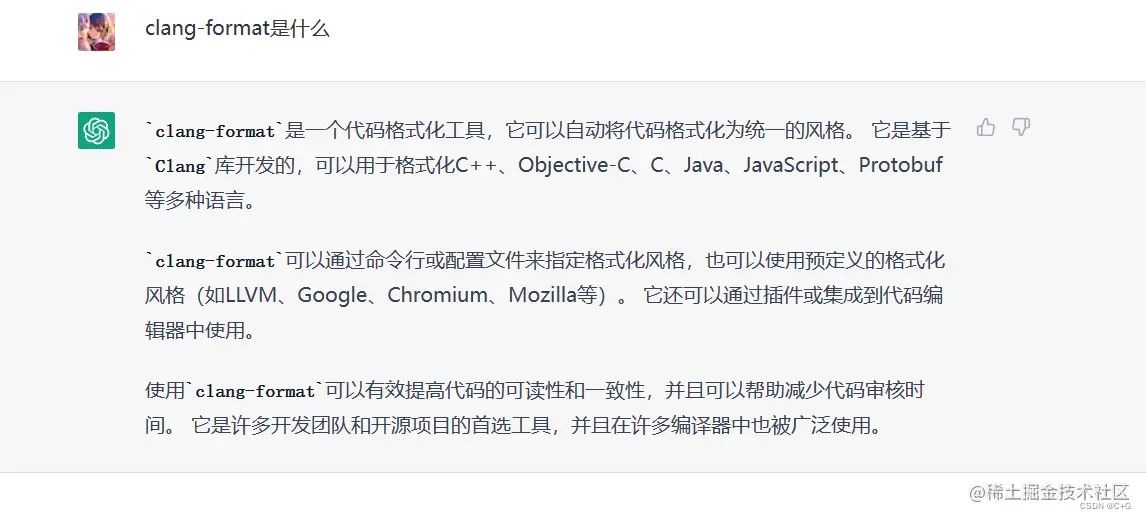 clang-format是什么
`clang-format`是一个代码格式化工具，它可以自动将代码格式化为统一的风格。 它是基于
`Clang`库开发的，可以用于格式化C++、Objective-C、C、Java、JavaScript、Protobuf
等多种语言。
`clang-format`可以通过命令行或配置文件来指定格式化风格，也可以使用预定义的格式化
风格（如LLVM、Google、Chromium、Mozilla等）。 它还可以通过插件或集成到代码编
辑器中使用。
使用`clang-format`可以有效提高代码的可读性和一致性，并且可以帮助减少代码审核时
间。 它是许多开发团队和开源项目的首选工具，并且在许多编译器中也被广泛使用。
@稀土掘金技术社区
CSDN @C+G